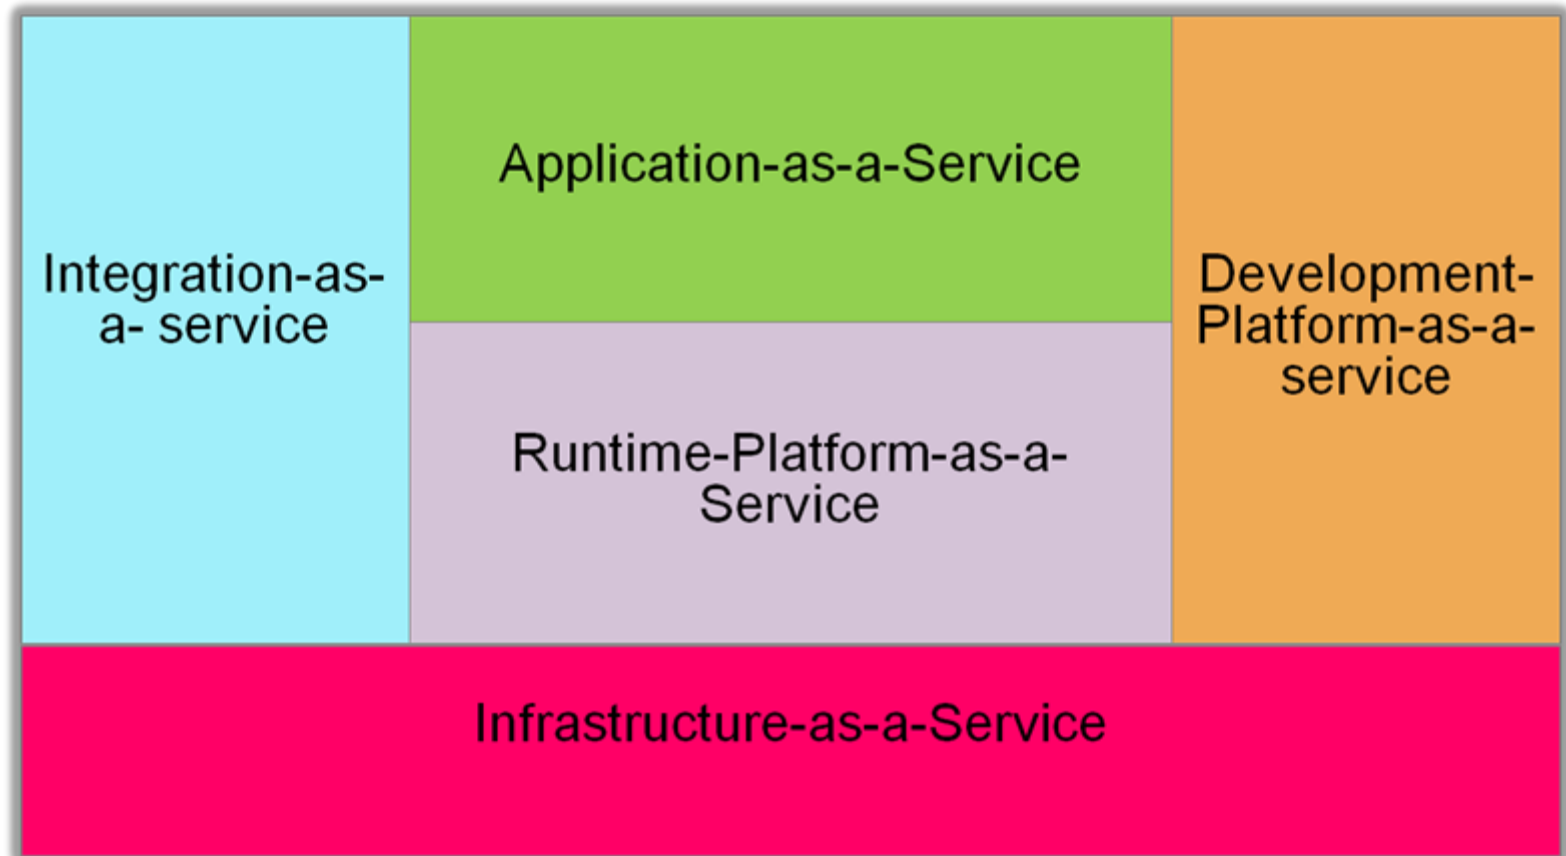 Application-as-a-Service
Integration-as-
a- service
Development-
Platform-as-a-
service
Runtime-Platform-as-a-
Service
Infrastructure-as-a-Service